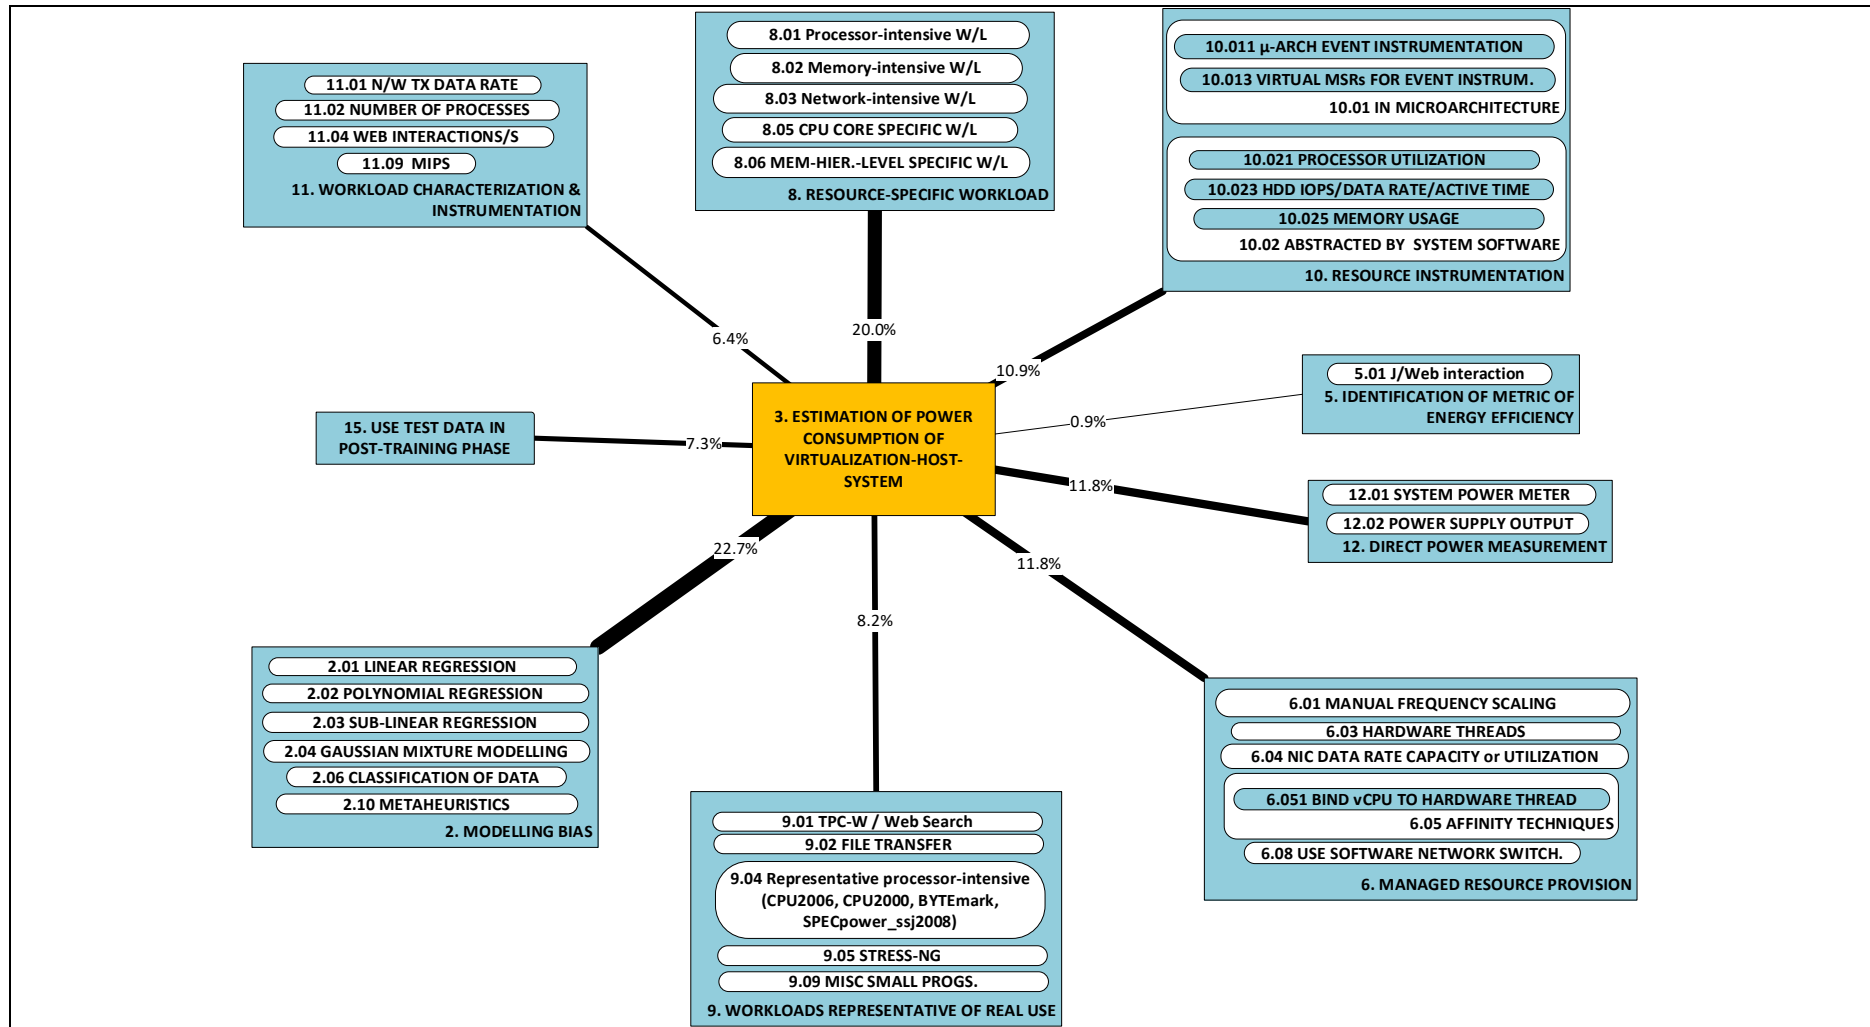 8.01 Processor-intensive W/L
8.02 Memory-intensive W/L
8.03 Network-intensive W/L
8.05 CPU CORE SPECIFIC W/L
8.06 MEM-HIER.-LEVEL SPECIFIC W/L
8. RESOURCE-SPECIFIC WORKLOAD
10.011 μ-ARCH EVENT INSTRUMENTATION
10.013 VIRTUAL MSRs FOR EVENT INSTRUM.
10.01 IN MICROARCHITECTURE
10.021 PROCESSOR UTILIZATION
10.023 HDD IOPS/DATA RATE/ACTIVE TIME
10.025 MEMORY USAGE
10.02 ABSTRACTED BY SYSTEM SOFTWARE
10. RESOURCE INSTRUMENTATION
11.01 N/W TX DATA RATE
11.02 NUMBER OF PROCESSES
11.04 WEB INTERACTIONS/S
11.09 MIPS
11. WORKLOAD CHARACTERIZATION &
INSTRUMENTATION
6.4%
20.0%
10.9%
5.01 J/Web interaction
5. IDENTIFICATION OF METRIC OF
ENERGY EFFICIENCY
0.9%
15. USE TEST DATA IN
POST-TRAINING PHASE
7.3%
3. ESTIMATION OF POWER
CONSUMPTION OF
VIRTUALIZATION-HOST-
SYSTEM
11.8%
12.01 SYSTEM POWER METER
12.02 POWER SUPPLY OUTPUT
12. DIRECT POWER MEASUREMENT
22.7%
8.2%
11.8%
2.01 LINEAR REGRESSION
2.02 POLYNOMIAL REGRESSION
2.03 SUB-LINEAR REGRESSION
2.04 GAUSSIAN MIXTURE MODELLING
2.06 CLASSIFICATION OF DATA
2.10 METAHEURISTICS
2. MODELLING BIAS
9.01 TPC-W / Web Search
9.02 FILE TRANSFER
9.04 Representative processor-intensive
(CPU2006, CPU2000, BYTEmark,
SPECpower_ssj2008)
9.05 STRESS-NG
9.09 MISC SMALL PROGS.
9. WORKLOADS REPRESENTATIVE OF REAL USE
6.01 MANUAL FREQUENCY SCALING
6.03 HARDWARE THREADS
6.04 NIC DATA RATE CAPACITY or UTILIZATION
6.051 BIND vCPU TO HARDWARE THREAD
6.05 AFFINITY TECHNIQUES
6.08 USE SOFTWARE NETWORK SWITCH.
6. MANAGED RESOURCE PROVISION